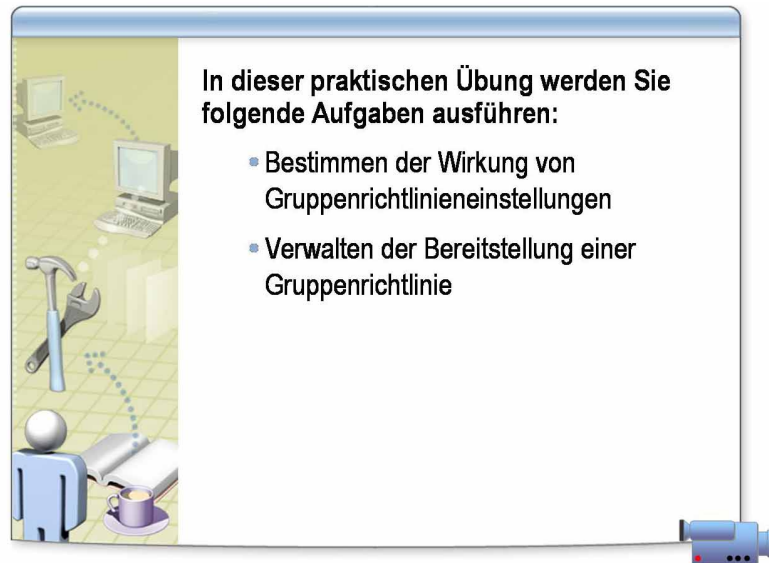 In dieser praktischen Übung werden Sie
folgende Aufgaben ausführen:
Bestimmen der Wirkung von
Gruppenrichtlinieneinstellungen
Verwalten der Bereitstellung einer
Gruppenrichtlinie